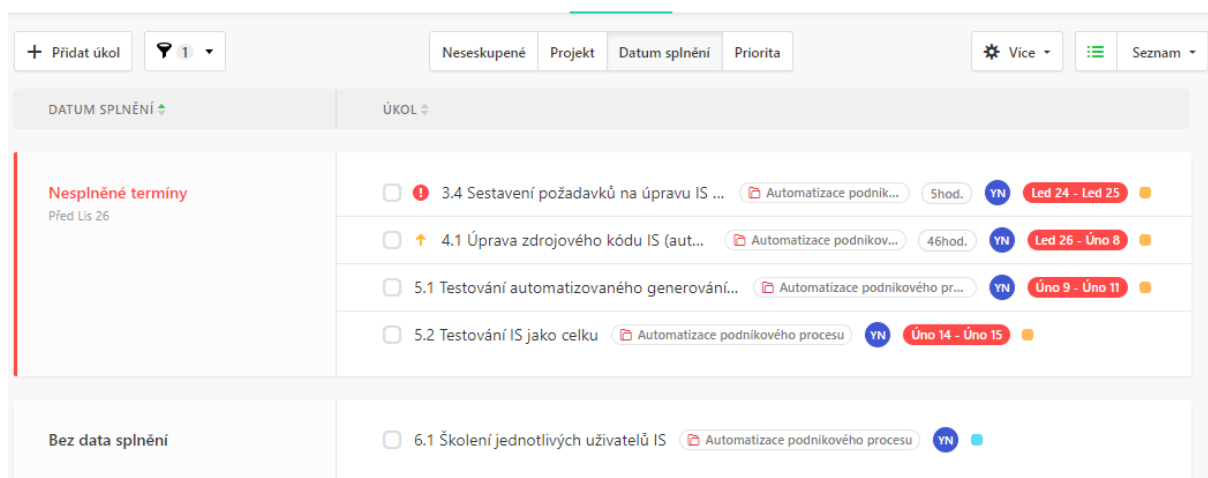 + Přidat úkol 1 Neseskupené Projekt Datum splnění Priorita Více Seznam
DATUM SPLNĚNÍ ÚKOL
Nesplněné termíny
Před Lis 26
3.4 Sestavení požadavků na úpravu IS ... Automatizace podnik... 5hod. YN Led 24 - Led 25
4.1 Úprava zdrojového kódu IS (aut... Automatizace podnikov... 46hod. YN Led 26 - Úno 8
5.1 Testování automatizovaného generování... Automatizace podnikového pr... YN Úno 9 - Úno 11
5.2 Testování IS jako celku Automatizace podnikového procesu YN Úno 14 - Úno 15
Bez data splnění 6.1 Školení jednotlivých uživatelů IS Automatizace podnikového procesu YN